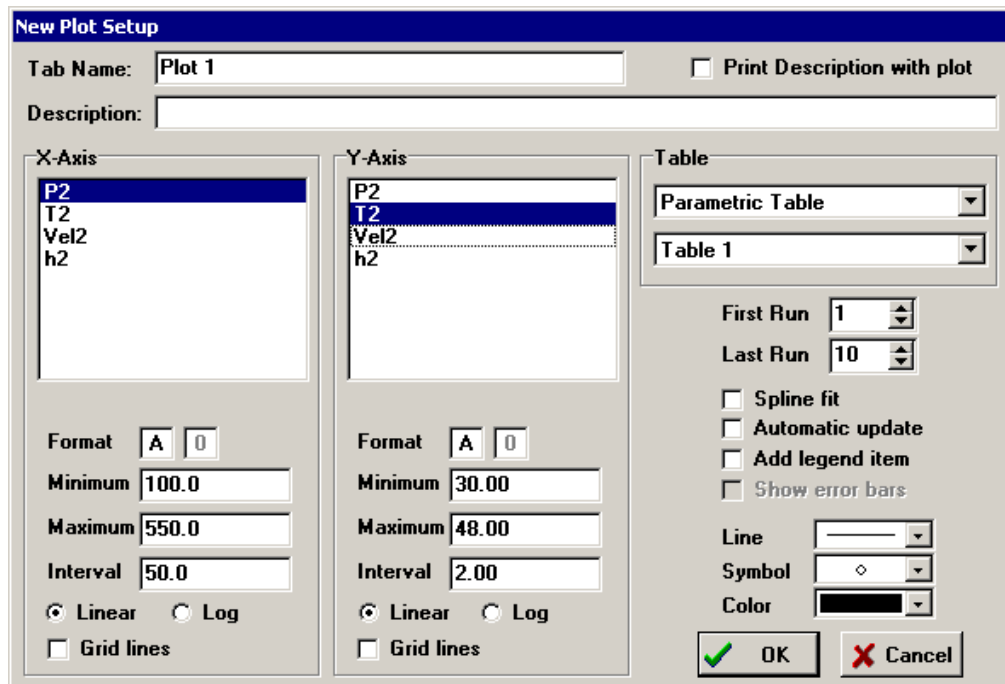 New Plot Setup
Tab Name: Plot 1
Print Description with plot
Description:
X-Axis
P2
T2
Vel2
h2
Format A 0
Minimum 100.0
Maximum 550.0
Interval 50.0
Linear Log
Grid lines
Y-Axis
P2
T2
Vel2
h2
Format A 0
Minimum 30.00
Maximum 48.00
Interval 2.00
Linear Log
Grid lines
Table
Parametric Table
Table 1
First Run 1
Last Run 10
Spline fit
Automatic update
Add legend item
Show error bars
Line
Symbol
Color
OK Cancel